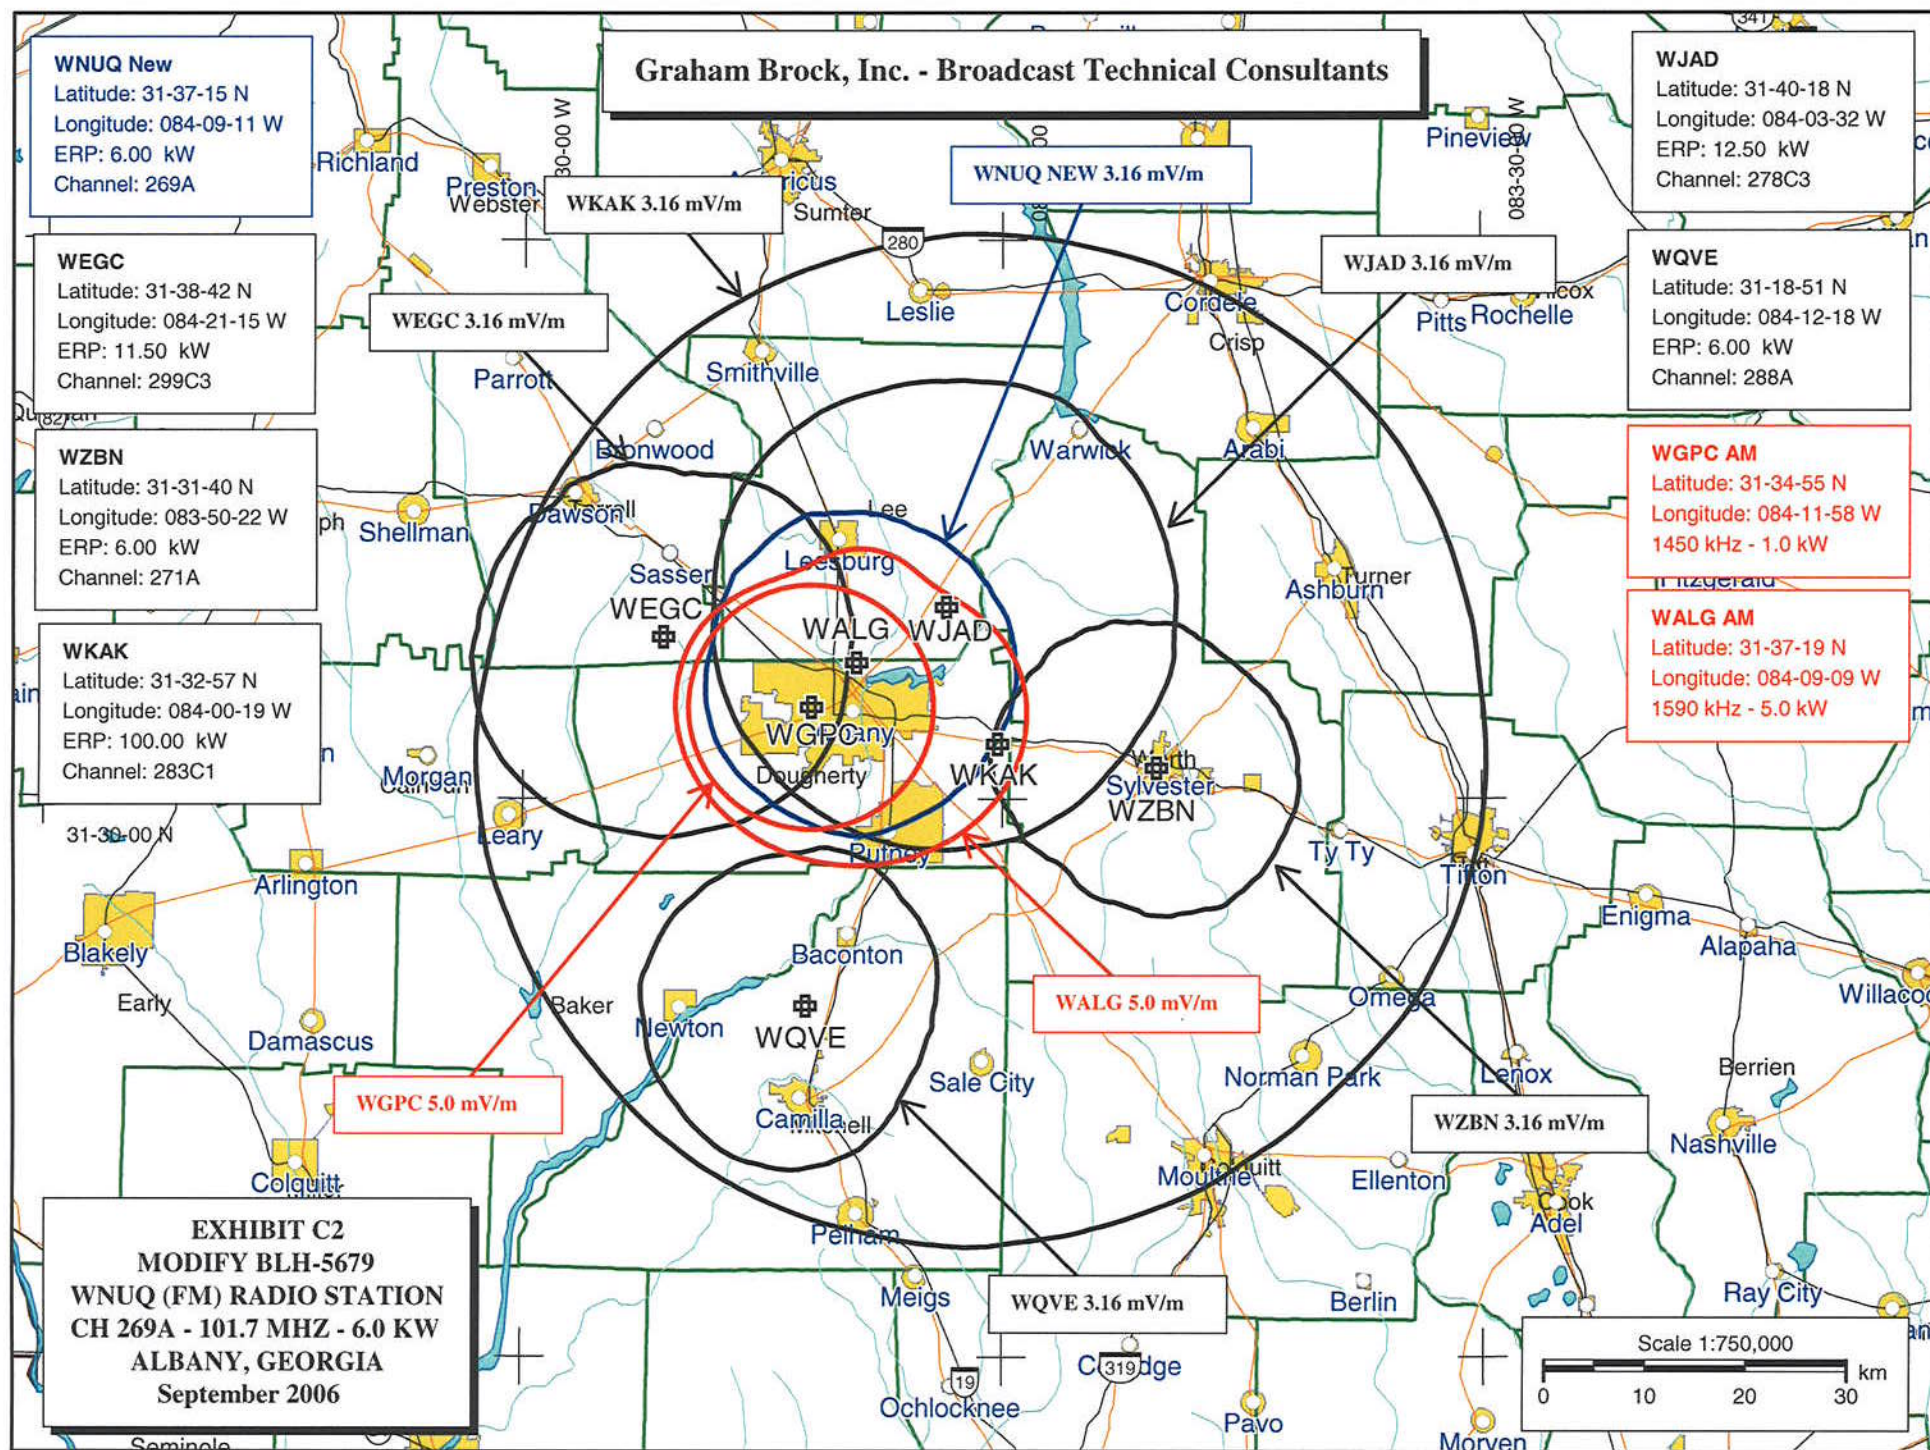 Graham Brock, Inc. - Broadcast Technical Consultants
WNUQ New
Latitude: 31-37-15 N
Longitude: 084-09-11 W
ERP: 6.00 kW
Channel: 269A
WEGC
Latitude: 31-38-42 N
Longitude: 084-21-15 W
ERP: 11.50 kW
Channel: 299C3
WZBN
Latitude: 31-31-40 N
Longitude: 083-50-22 W
ERP: 6.00 kW
Channel: 271A
WKAK
Latitude: 31-32-57 N
Longitude: 084-00-19 W
ERP: 100.00 kW
Channel: 283C1
WJAD
Latitude: 31-40-18 N
Longitude: 084-03-32 W
ERP: 12.50 kW
Channel: 278C3
WQVE
Latitude: 31-18-51 N
Longitude: 084-12-18 W
ERP: 6.00 kW
Channel: 288A
WGPC AM
Latitude: 31-34-55 N
Longitude: 084-11-58 W
1450 kHz - 1.0 kW
WALG AM
Latitude: 31-37-19 N
Longitude: 084-09-09 W
1590 kHz - 5.0 kW
341
Richland
Preston
Webster
30-00 W
Sumter
083-30-00 W
Pineview
WNUQ NEW 3.16 mV/m
WKAK 3.16 mV/m
280
WJAD 3.16 mV/m
WEGC 3.16 mV/m
Leslie
Cordele
Crisp
Pitts
Rochelle
Parrott
Smithville
82
Bronwood
Warwick
Arabi
Shellman
Dawson
Lee
Leesburg
Sasser
Ashburn
Turner
Fitzgerald
WEGC
WALG
WJAD
WGPC
Dougherty
WKAK
Worth
Sylvester
WZBN
Morgan
31-30-00 N
Leary
Putney
Ty Ty
Tifton
Arlington
Enigma
Alapaha
Blakely
Early
Baconton
Baker
Newton
WQVE
WALG 5.0 mV/m
Omega
Damascus
Sale City
Norman Park
Lenox
Berrien
WGPC 5.0 mV/m
Camilla
Mitchell
WZBN 3.16 mV/m
Nashville
Colquitt
Ellenton
Cook
Adel
Pelham
Meigs
WQVE 3.16 mV/m
Berlin
Ray City
19
319
Ochlocknee
Pavo
Morven
Seminole
EXHIBIT C2
MODIFY BLH-5679
WNUQ (FM) RADIO STATION
CH 269A - 101.7 MHZ - 6.0 KW
ALBANY, GEORGIA
September 2006
Scale 1:750,000
km
0 10 20 30